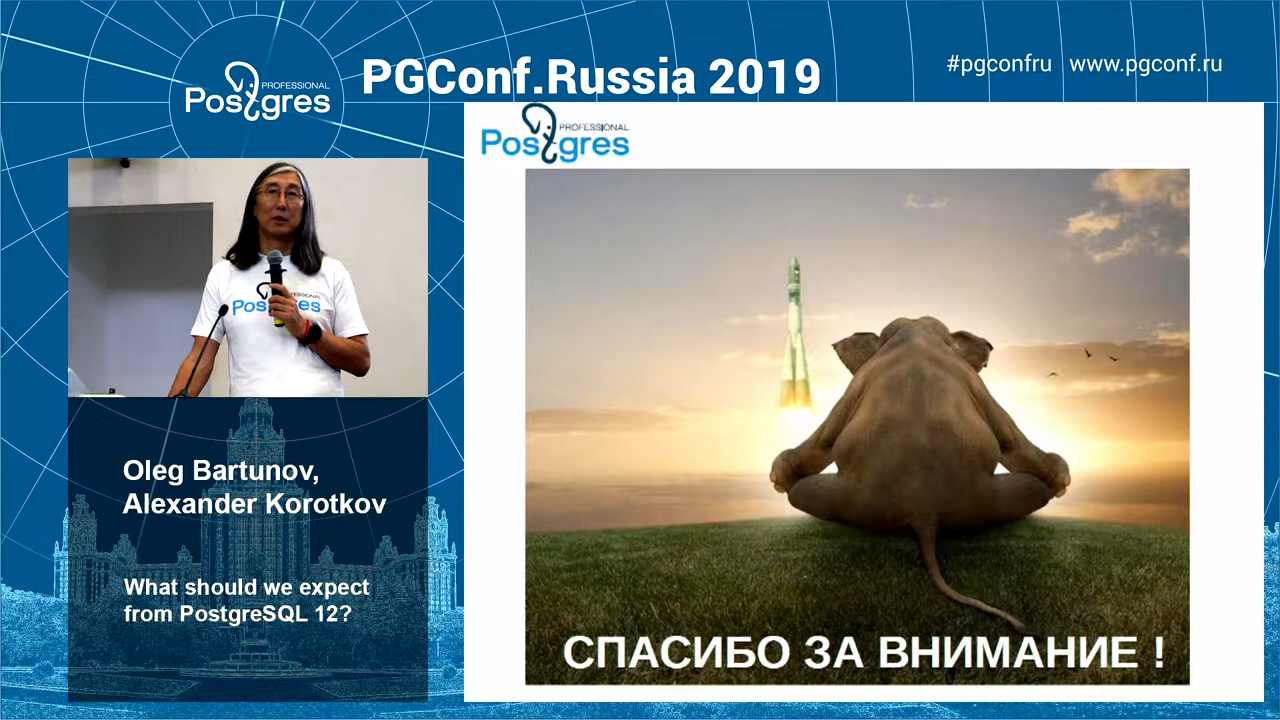 PROFESSIONAL
Postgres
PGConf.Russia 2019
#pgconfru www.pgconf.ru
PROFESSIONAL
Postgres
PROFESSIONAL
Postgres
Oleg Bartunov,
Alexander Korotkov
What should we expect
from PostgreSQL 12?
СПАСИБО ЗА ВНИМАНИЕ !